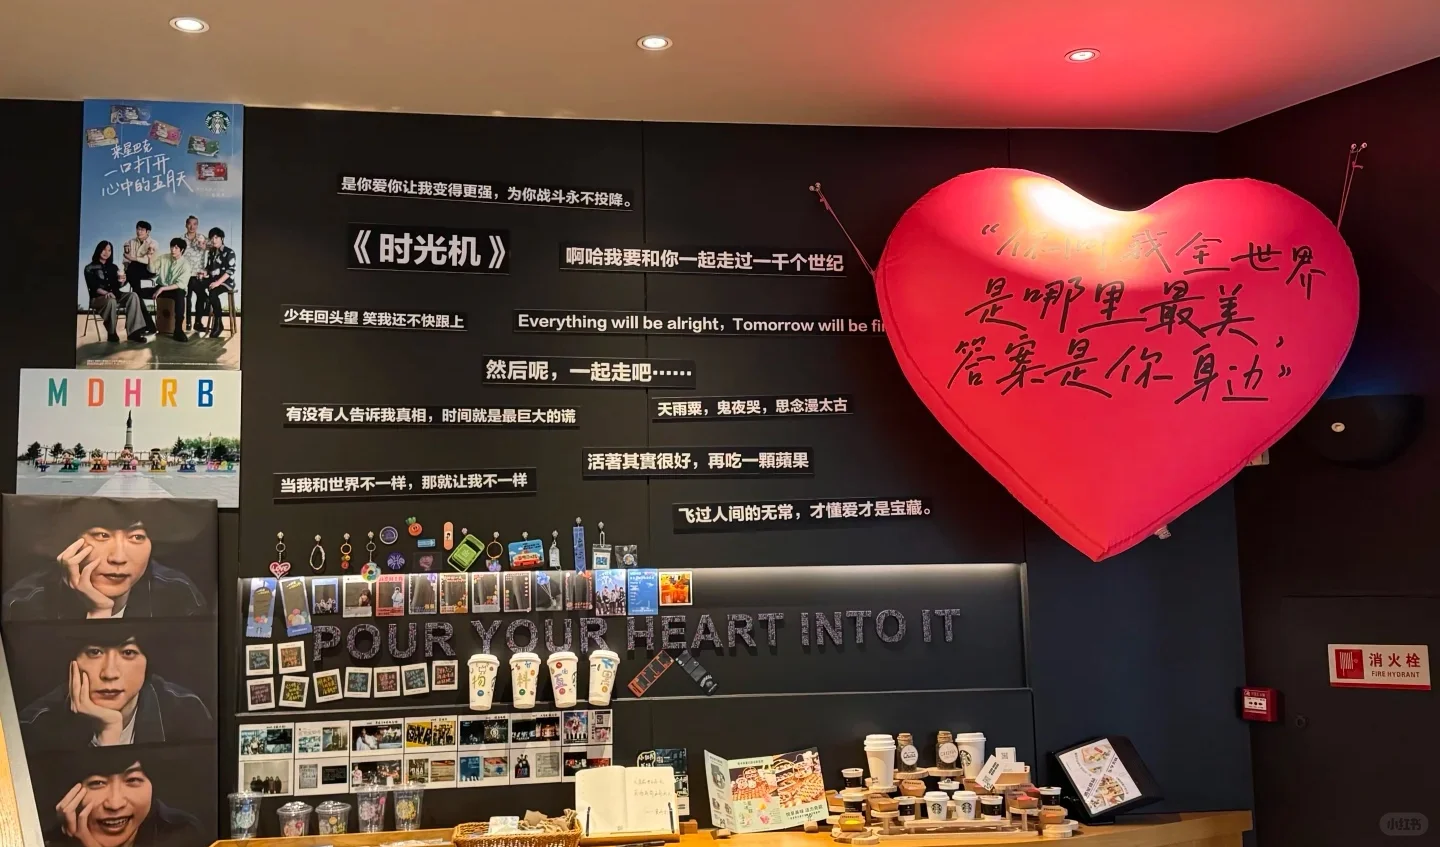 来星巴克
一口打开
心中的五月天
MDHRB
是你爱你让我变得更强，为你战斗永不投降。
《时光机》
啊哈我要和你一起走过一千个世纪
少年回头望 笑我还不快跟上
Everything will be alright，Tomorrow will be fi
然后呢，一起走吧……
有没有人告诉我真相，时间就是最巨大的谎
天雨粟，鬼夜哭，思念漫太古
活著其實很好，再吃一顆蘋果
当我和世界不一样，那就让我不一样
飞过人间的无常，才懂爱才是宝藏。
“你问我全世界
是哪里最美，
答案是你身边”
POUR YOUR HEART INTO IT
消火栓
FIRE HYDRANT
小红书